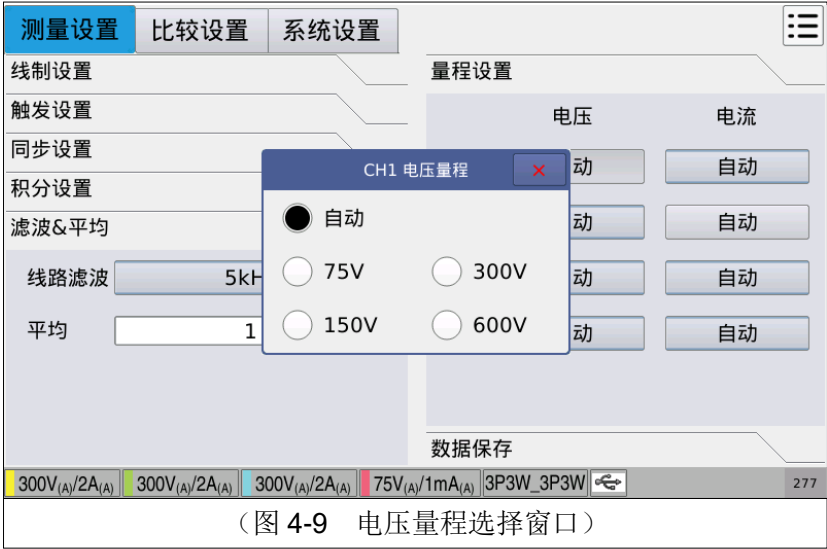 测量设置 比较设置 系统设置
线制设置
触发设置
同步设置
积分设置
滤波&平均
线路滤波 5kH
平均 1
量程设置
电压 电流
动 自动
动 自动
动 自动
动 自动
数据保存
CH1 电压量程
自动
75V 300V
150V 600V
300V(A)/2A(A) 300V(A)/2A(A) 300V(A)/2A(A) 75V(A)/1mA(A) 3P3W_3P3W 277
（图 4-9 电压量程选择窗口）